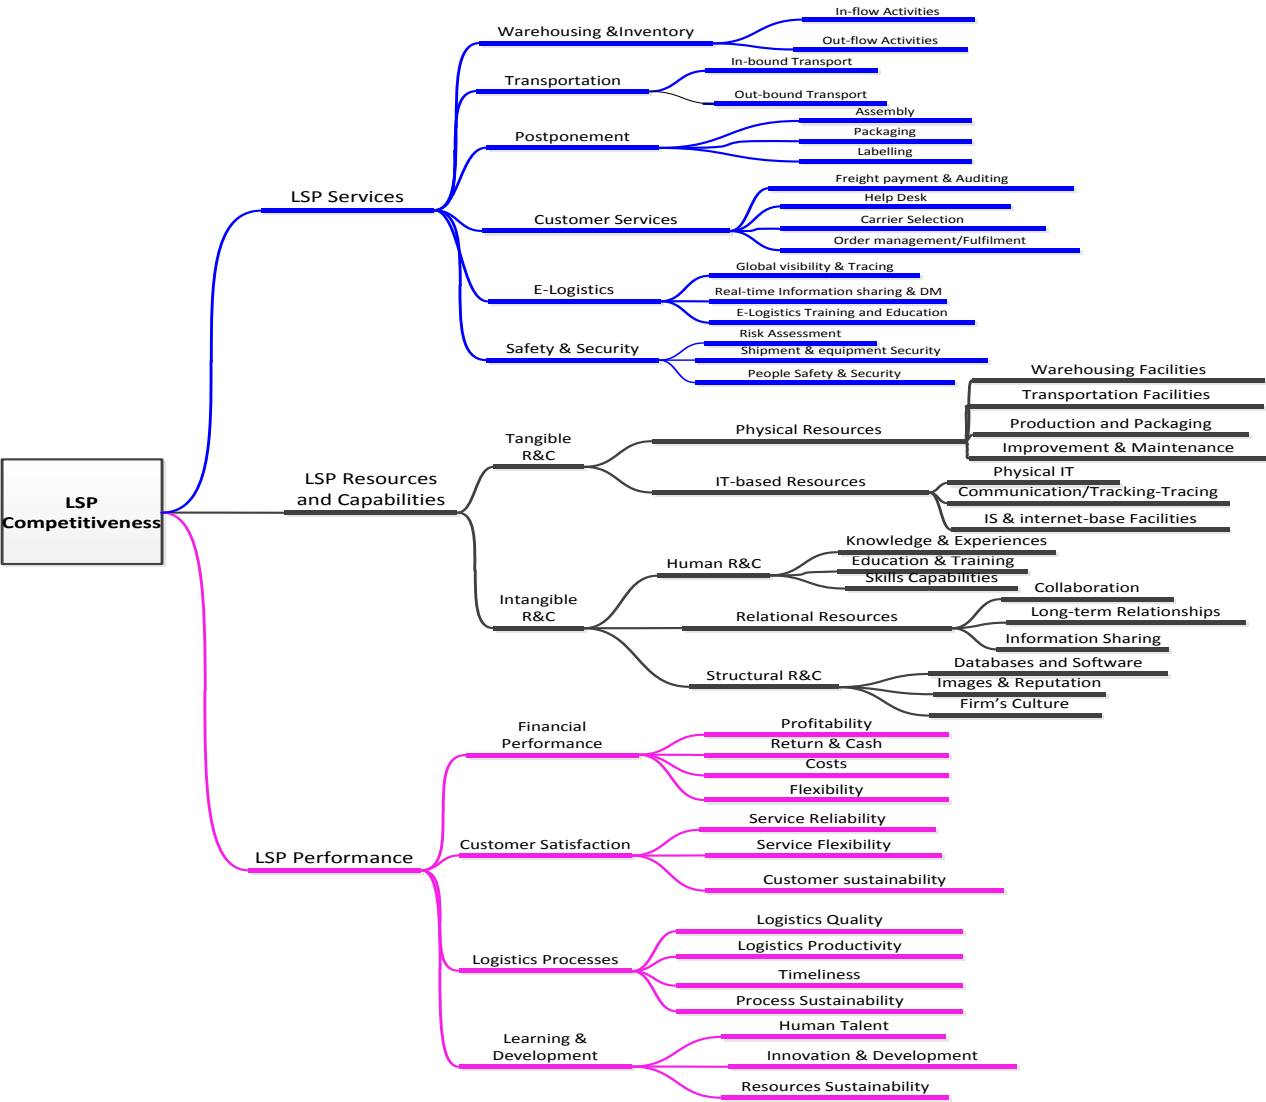 LSP
Competitiveness
LSP Services
Warehousing &Inventory
In-flow Activities
Out-flow Activities
Transportation
In-bound Transport
Out-bound Transport
Postponement
Assembly
Packaging
Labelling
Customer Services
Freight payment & Auditing
Help Desk
Carrier Selection
Order management/Fulfilment
E-Logistics
Global visibility & Tracing
Real-time Information sharing & DM
E-Logistics Training and Education
Safety & Security
Risk Assessment
Shipment & equipment Security
People Safety & Security
LSP Resources
and Capabilities
Tangible
R&C
Physical Resources
Warehousing Facilities
Transportation Facilities
Production and Packaging
Improvement & Maintenance
IT-based Resources
Physical IT
Communication/Tracking-Tracing
IS & internet-base Facilities
Intangible
R&C
Human R&C
Knowledge & Experiences
Education & Training
Skills Capabilities
Relational Resources
Collaboration
Long-term Relationships
Information Sharing
Structural R&C
Databases and Software
Images & Reputation
Firm's Culture
LSP Performance
Financial
Performance
Profitability
Return & Cash
Costs
Flexibility
Customer Satisfaction
Service Reliability
Service Flexibility
Customer sustainability
Logistics Processes
Logistics Quality
Logistics Productivity
Timeliness
Process Sustainability
Learning &
Development
Human Talent
Innovation & Development
Resources Sustainability